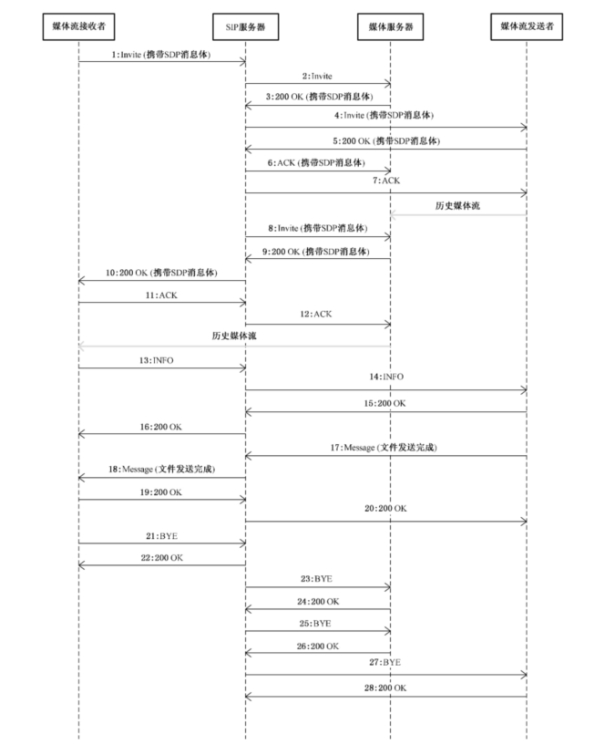 媒体流接收者 SIP服务器 媒体服务器 媒体流发送者
1:Invite (携带SDP消息体)
2:Invite
3:200 OK (携带SDP消息体)
4:Invite (携带SDP消息体)
5:200 OK (携带SDP消息体)
6:ACK (携带SDP消息体)
7:ACK
历史媒体流
8:Invite (携带SDP消息体)
9:200 OK (携带SDP消息体)
10:200 OK (携带SDP消息体)
11:ACK
12:ACK
历史媒体流
13:INFO
14:INFO
15:200 OK
16:200 OK
17:Message (文件发送完成)
18:Message (文件发送完成)
19:200 OK
20:200 OK
21:BYE
22:200 OK
23:BYE
24:200 OK
25:BYE
26:200 OK
27:BYE
28:200 OK